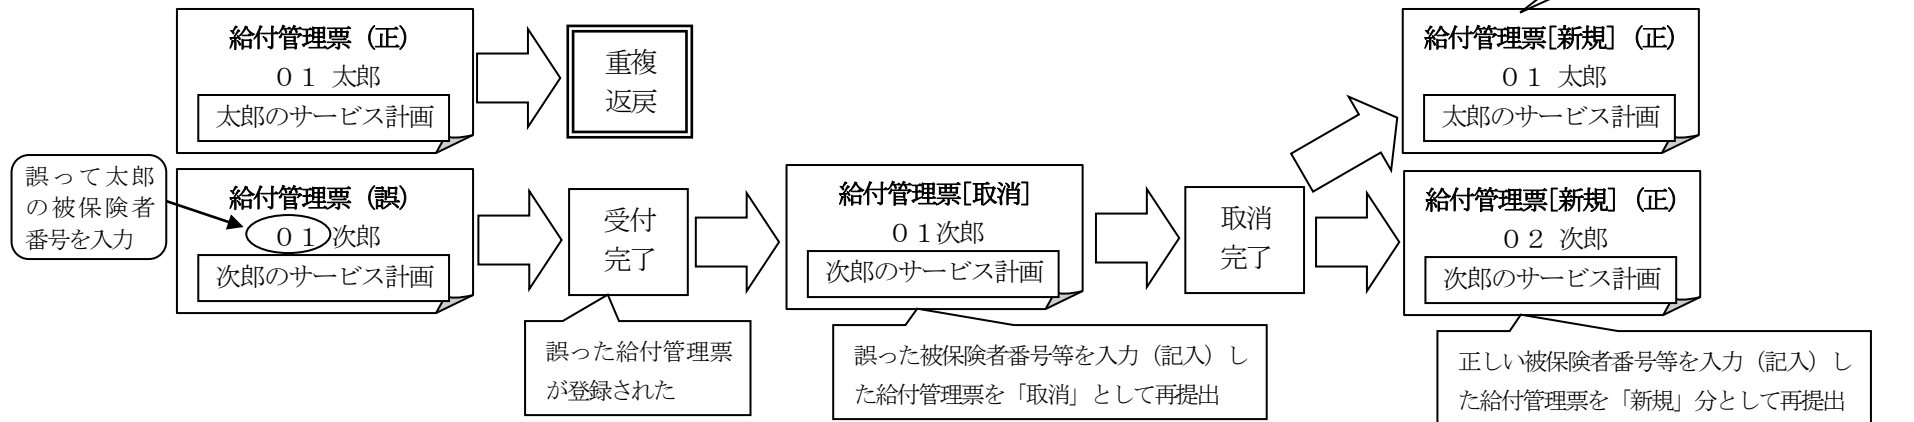 給付管理票（正）
０１ 太郎
太郎のサービス計画
重複
返戻
給付管理票[新規]（正）
０１ 太郎
太郎のサービス計画
誤って太郎
の被保険者
番号を入力
給付管理票（誤）
０１次郎
次郎のサービス計画
受付
完了
給付管理票[取消]
０１次郎
次郎のサービス計画
取消
完了
給付管理票[新規]（正）
０２ 次郎
次郎のサービス計画
誤った給付管理票
が登録された
誤った被保険者番号等を入力（記入）し
た給付管理票を「取消」として再提出
正しい被保険者番号等を入力（記入）し
た給付管理票を「新規」分として再提出